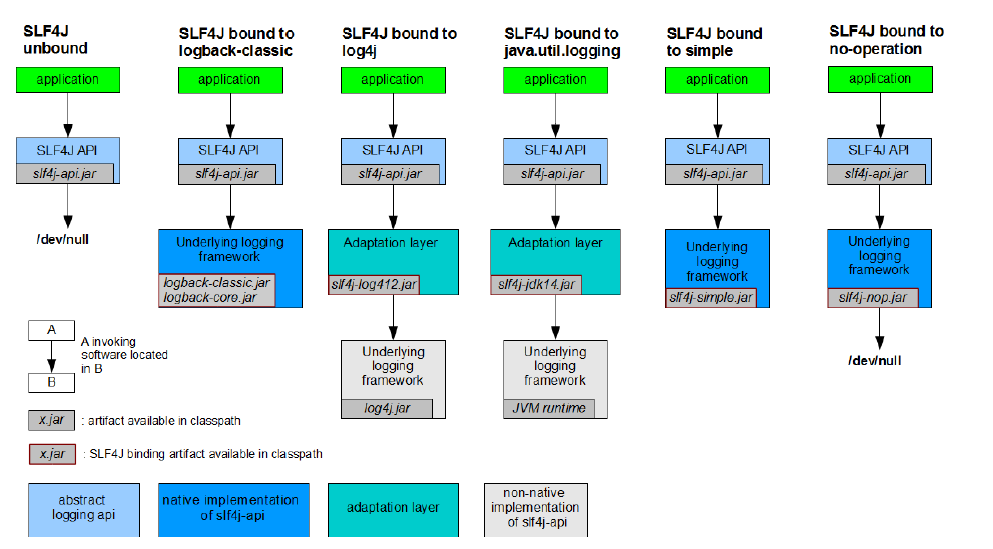 SLF4J
unbound
application
SLF4J API
slf4j-api.jar
/dev/null
SLF4J bound to
logback-classic
application
SLF4J API
slf4j-api.jar
Underlying logging
framework
logback-classic.jar
logback-core.jar
SLF4J bound to
log4j
application
SLF4J API
slf4j-api.jar
Adaptation layer
slf4j-log412.jar
Underlying
logging
framework
log4j.jar
SLF4J bound to
java.util.logging
application
SLF4J API
slf4j-api.jar
Adaptation layer
slf4j-jdk14.jar
Underlying
logging
framework
JVM runtime
SLF4J bound
to simple
application
SLF4J API
slf4j-api.jar
Underlying
logging
framework
slf4j-simple.jar
SLF4J bound to
no-operation
application
SLF4J API
slf4j-api.jar
Underlying
logging
framework
slf4j-nop.jar
/dev/null
A
B
A invoking
software located
in B
x.jar
: artifact available in classpath
x.jar
: SLF4J binding artifact available in classpath
abstract
logging api
native implementation
of slf4j-api
adaptation layer
non-native
implementation
of slf4j-api